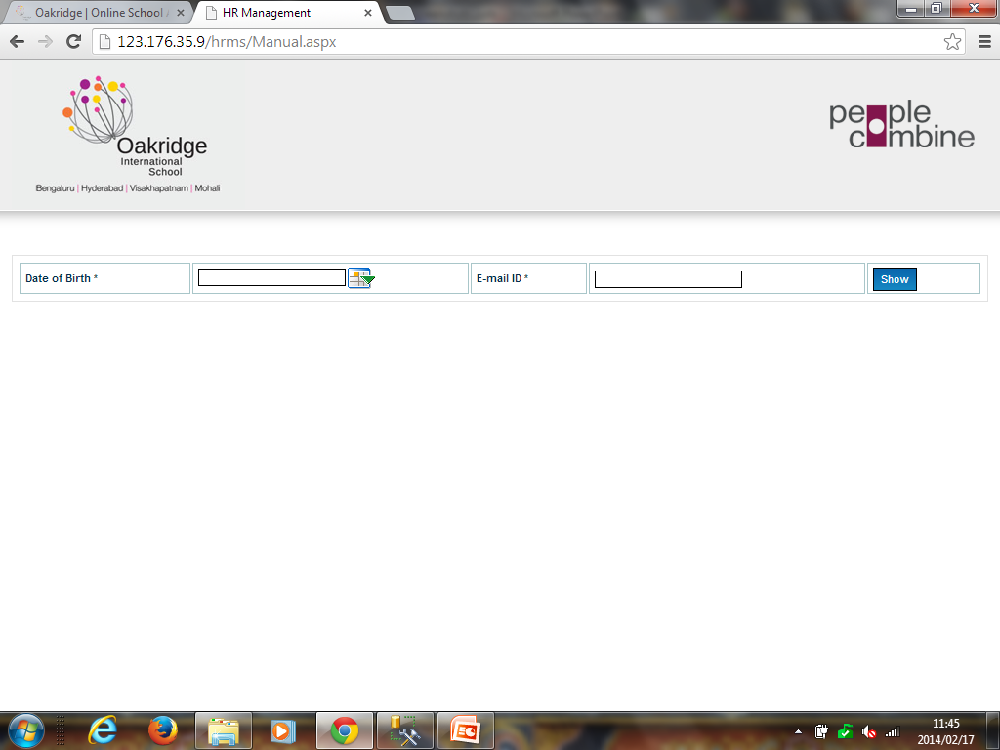 Oakridge | Online School
HR Management
123.176.35.9/hrms/Manual.aspx
Oakridge
International
School
Bengaluru | Hyderabad | Visakhapatnam | Mohali
people
combine
Date of Birth *
E-mail ID *
Show
11:45
2014/02/17